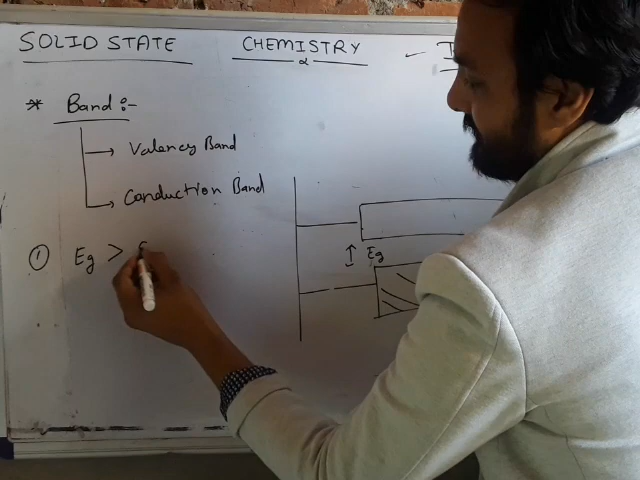 SOLID STATE CHEMISTRY
* Band :-
→ Valency Band
→ Conduction Band
① Eg >
↕ Eg